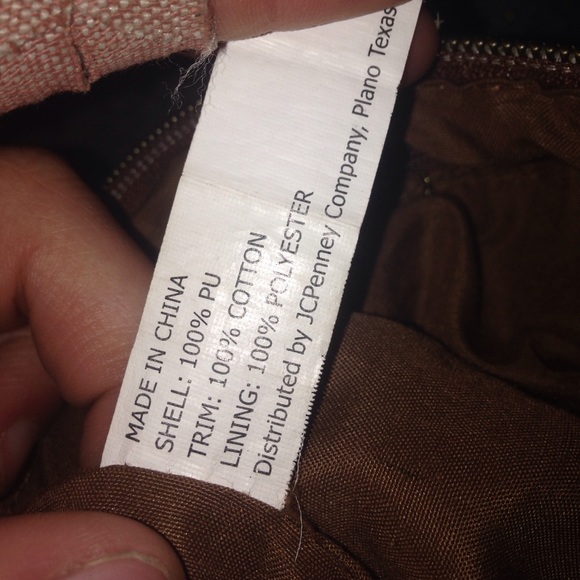 MADE IN CHINA
SHELL: 100% PU
TRIM: 100% COTTON
LINING: 100% POLYESTER
Distributed by JCPenney Company, Plano Texas